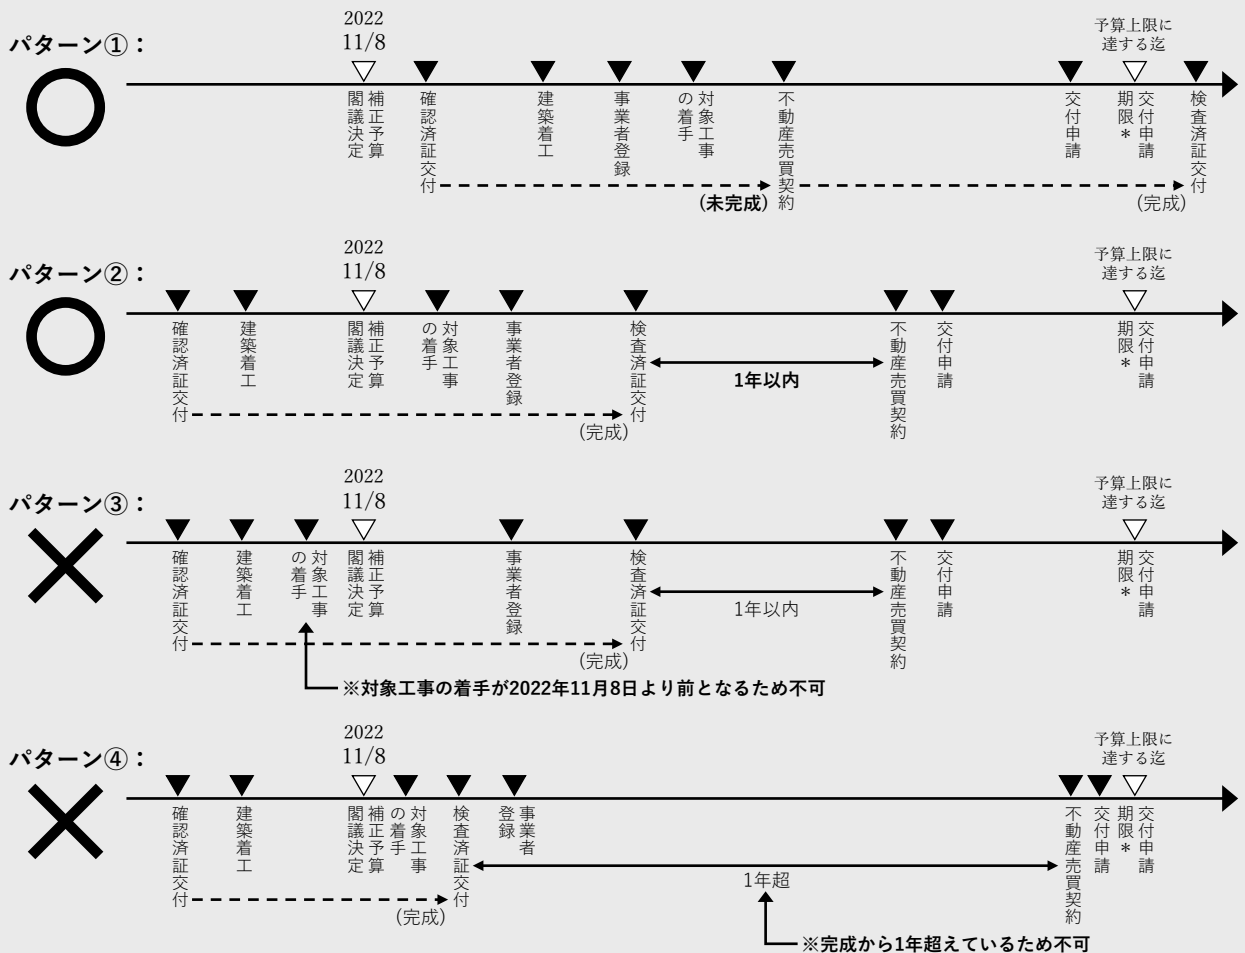 パターン①：
2022
11/8
補正予算
閣議決定
確認済証交付
建築着工
事業者登録
対象工事
の着手
不動産売買契約
交付申請
予算上限に
達する迄
交付申請
期限＊
検査済証交付
(未完成)
(完成)
パターン②：
確認済証交付
建築着工
2022
11/8
補正予算
閣議決定
対象工事
の着手
事業者登録
検査済証交付
不動産売買契約
交付申請
予算上限に
達する迄
交付申請
期限＊
1年以内
(完成)
パターン③：
確認済証交付
建築着工
対象工事
の着手
2022
11/8
補正予算
閣議決定
事業者登録
検査済証交付
不動産売買契約
交付申請
予算上限に
達する迄
交付申請
期限＊
1年以内
(完成)
※対象工事の着手が2022年11月8日より前となるため不可
パターン④：
確認済証交付
建築着工
2022
11/8
補正予算
閣議決定
対象工事
の着手
検査済証交付
事業者
登録
不動産売買契約
交付申請
予算上限に
達する迄
交付申請
期限＊
1年超
(完成)
※完成から1年超えているため不可